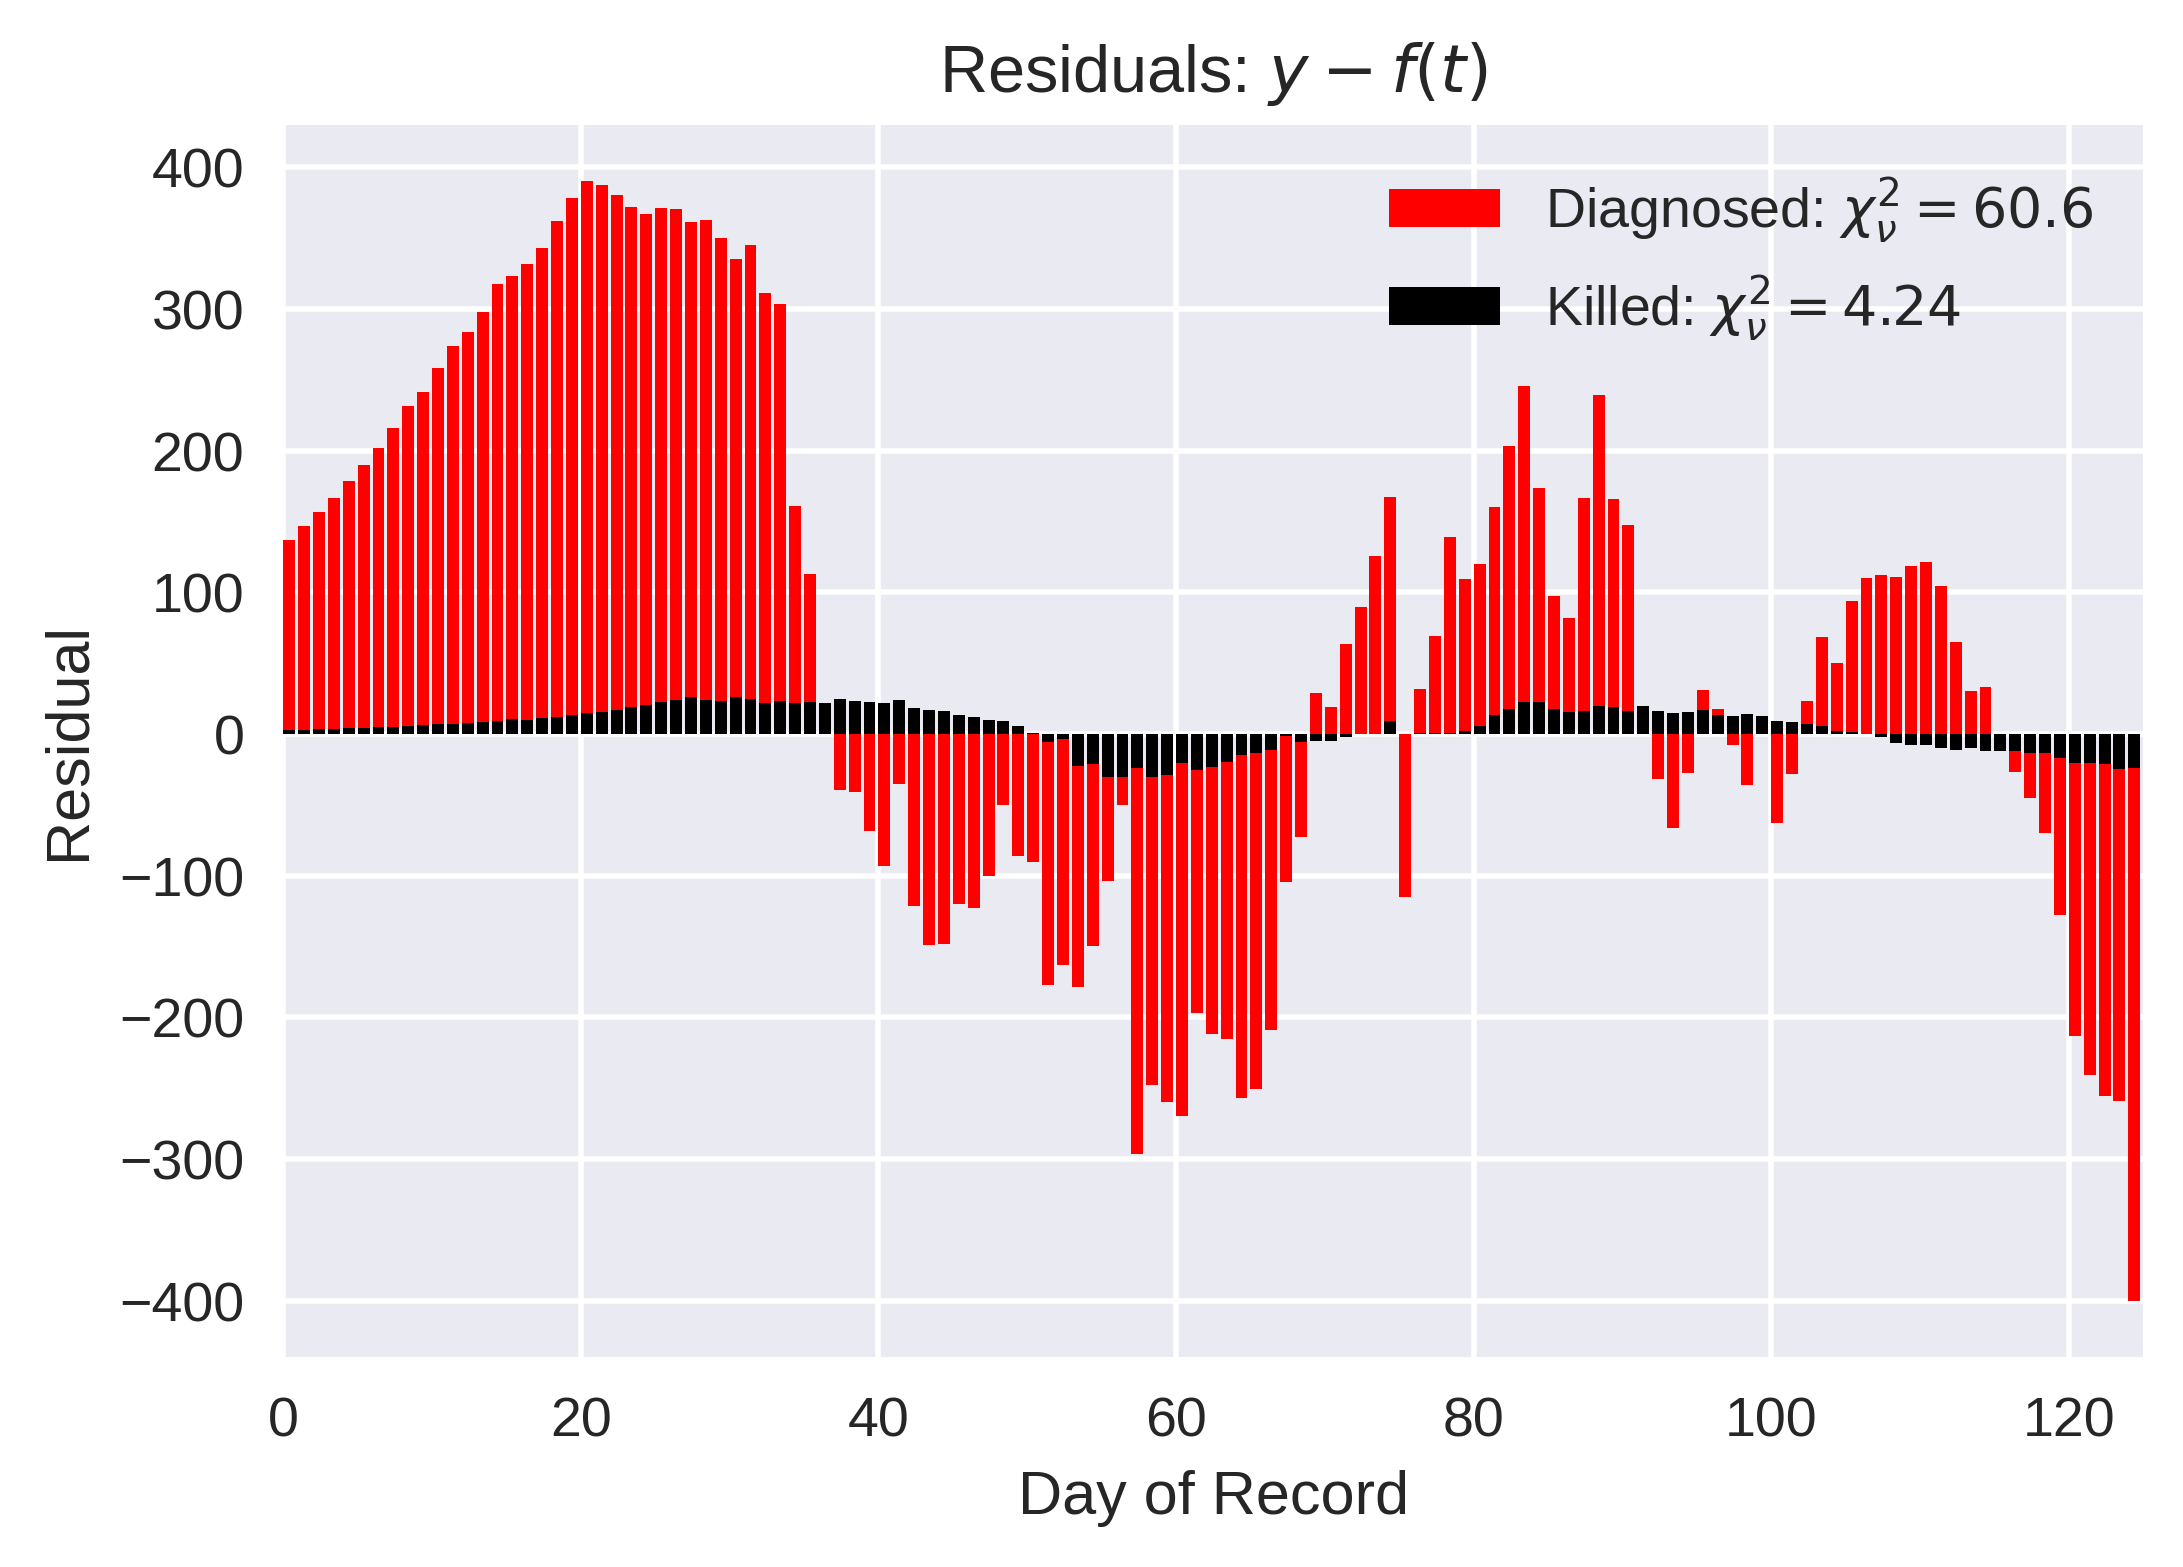 Residuals: y − f(t)
400
300
200
100
0
−100
−200
−300
−400
Residual
Diagnosed: χ²ᵥ = 60.6
Killed: χ²ᵥ = 4.24
0 20 40 60 80 100 120
Day of Record